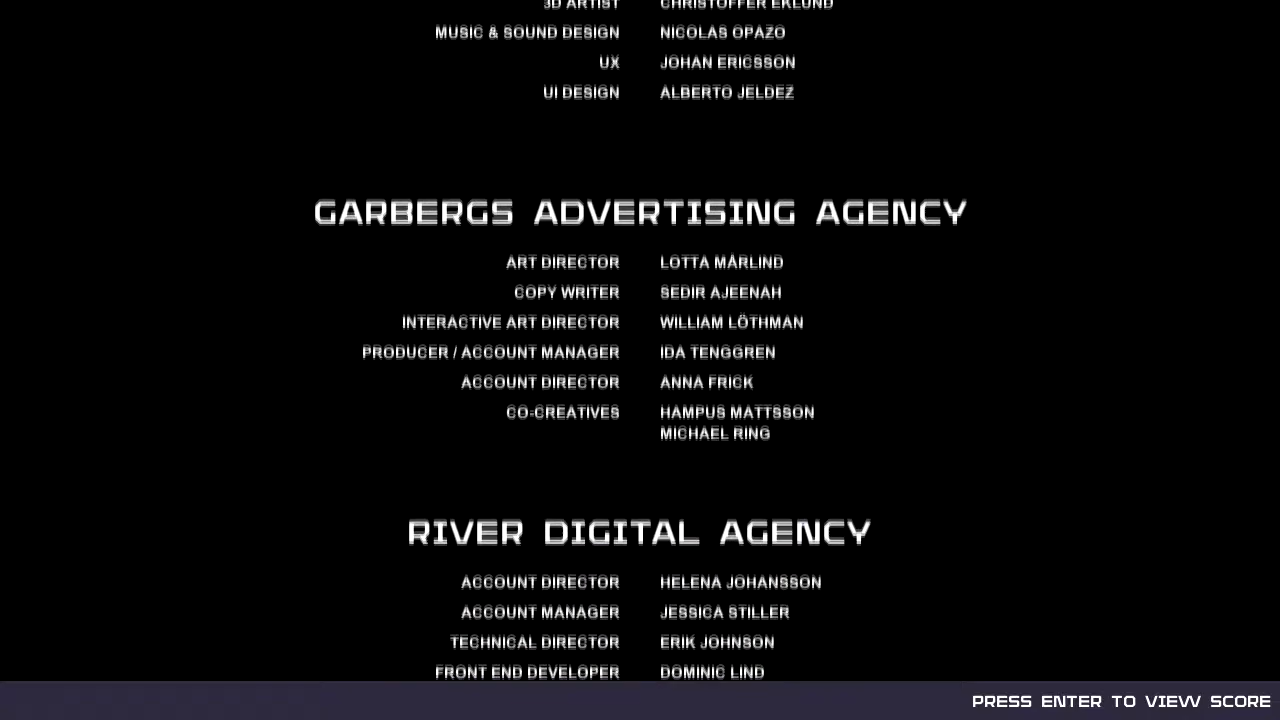 3D ARTIST CHRISTOFFER EKLUND
MUSIC & SOUND DESIGN NICOLAS OPAZO
UX JOHAN ERICSSON
UI DESIGN ALBERTO JELDEZ
GARBERGS ADVERTISING AGENCY
ART DIRECTOR LOTTA MÅRLIND
COPY WRITER SEDIR AJEENAH
INTERACTIVE ART DIRECTOR WILLIAM LÖTHMAN
PRODUCER / ACCOUNT MANAGER IDA TENGGREN
ACCOUNT DIRECTOR ANNA FRICK
CO-CREATIVES HAMPUS MATTSSON
MICHAEL RING
RIVER DIGITAL AGENCY
ACCOUNT DIRECTOR HELENA JOHANSSON
ACCOUNT MANAGER JESSICA STILLER
TECHNICAL DIRECTOR ERIK JOHNSON
FRONT END DEVELOPER DOMINIC LIND
PRESS ENTER TO VIEW SCORE